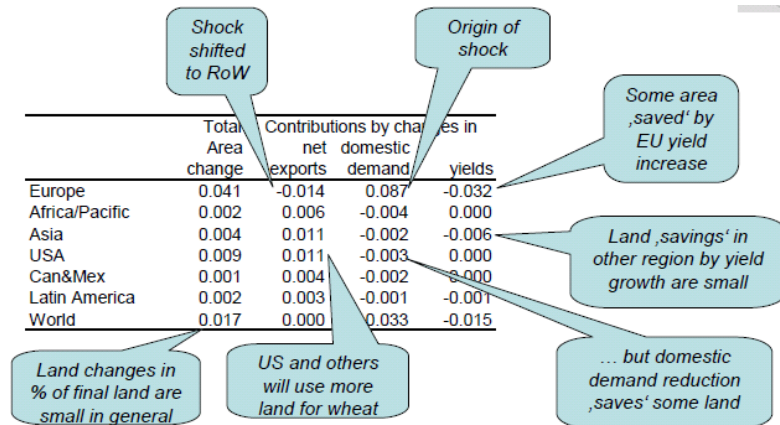 Shock
shifted
to RoW
Origin of
shock
Some area
‚saved‘ by
EU yield
increase
Total Contributions by changes in
Area net domestic
change exports demand yields
Europe 0.041 -0.014 0.087 -0.032
Africa/Pacific 0.002 0.006 -0.004 0.000
Asia 0.004 0.011 -0.002 -0.006
USA 0.009 0.011 -0.003 0.000
Can&Mex 0.001 0.004 -0.002 0.000
Latin America 0.002 0.003 -0.001 -0.001
World 0.017 0.000 0.033 -0.015
Land ‚savings‘ in
other region by yield
growth are small
Land changes in
% of final land are
small in general
US and others
will use more
land for wheat
... but domestic
demand reduction
‚saves‘ some land